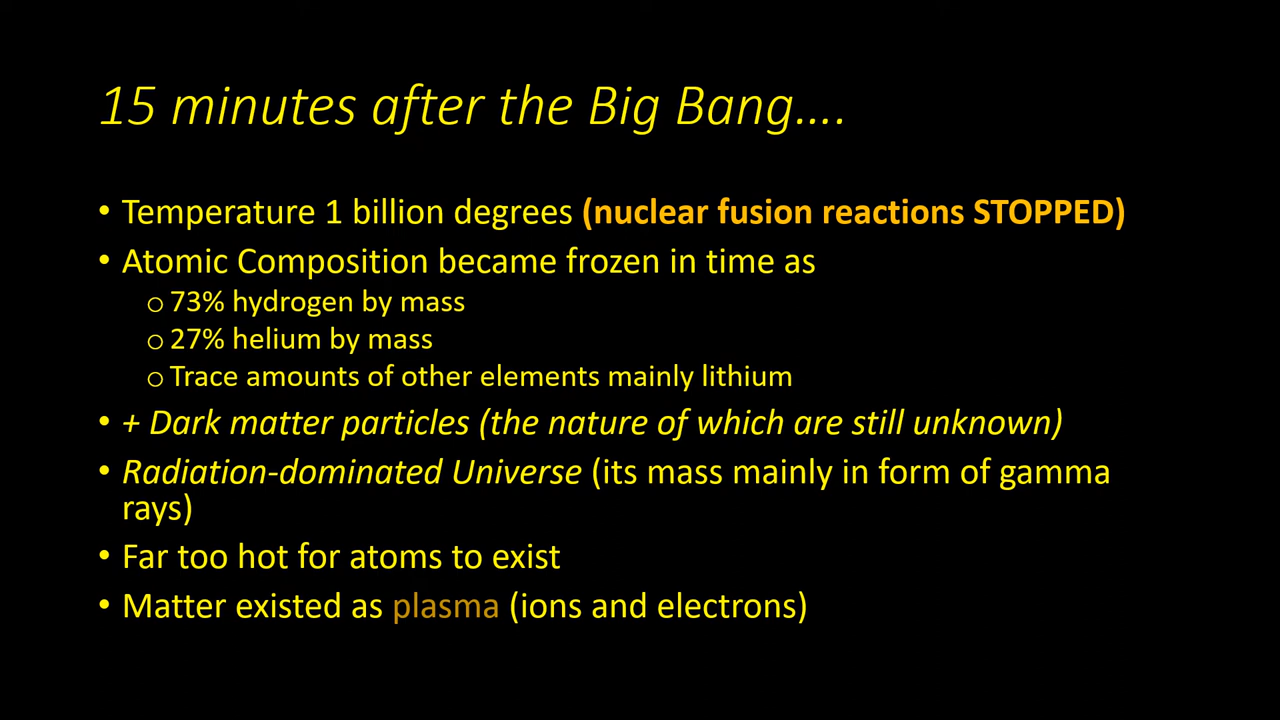 15 minutes after the Big Bang....
• Temperature 1 billion degrees (nuclear fusion reactions STOPPED)
• Atomic Composition became frozen in time as
o 73% hydrogen by mass
o 27% helium by mass
o Trace amounts of other elements mainly lithium
• + Dark matter particles (the nature of which are still unknown)
• Radiation-dominated Universe (its mass mainly in form of gamma
rays)
• Far too hot for atoms to exist
• Matter existed as plasma (ions and electrons)